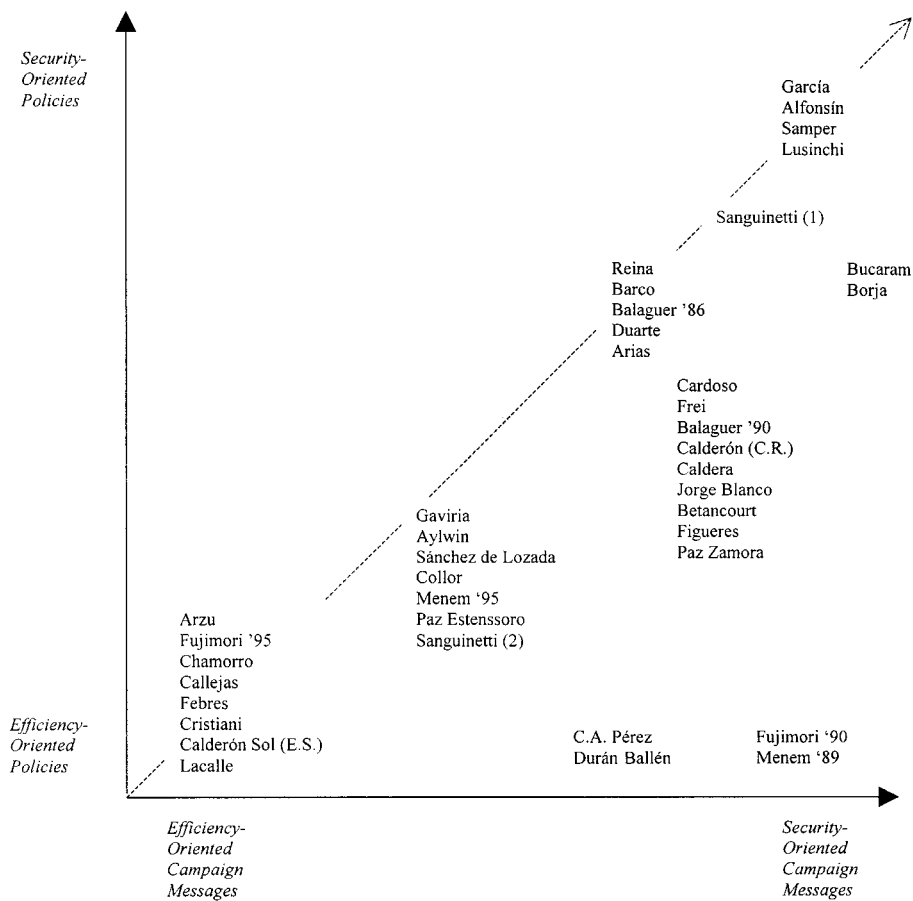 Security-
Oriented
Policies
García
Alfonsín
Samper
Lusinchi
Sanguinetti (1)
Reina
Barco
Balaguer ‘86
Duarte
Arias
Bucaram
Borja
Cardoso
Frei
Balaguer ’90
Calderón (C.R.)
Caldera
Jorge Blanco
Betancourt
Figueres
Paz Zamora
Gaviria
Aylwin
Sánchez de Lozada
Collor
Menem ‘95
Paz Estenssoro
Sanguinetti (2)
Arzu
Fujimori ’95
Chamorro
Callejas
Febres
Cristiani
Calderón Sol (E.S.)
Lacalle
Efficiency-
Oriented
Policies
C.A. Pérez
Durán Ballén
Fujimori ’90
Menem ‘89
Efficiency-
Oriented
Campaign
Messages
Security-
Oriented
Campaign
Messages